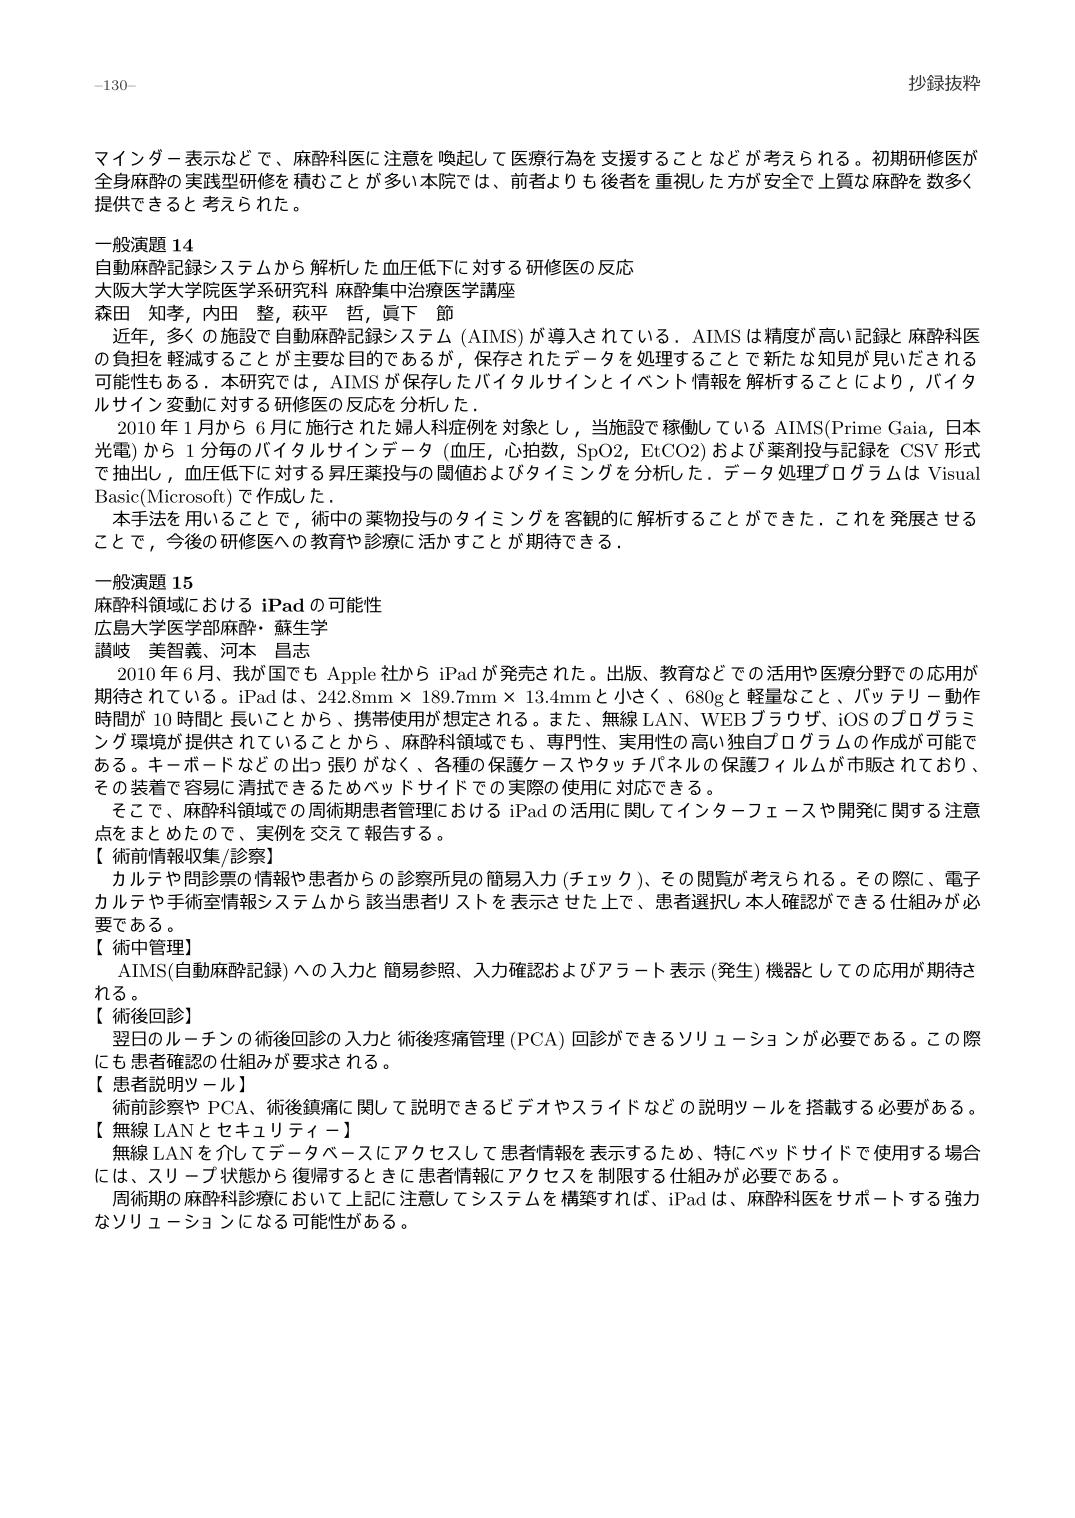 –130–
抄録抜粋
マインダー表示などで、麻酔科医に注意を喚起して医療行為を支援することなどが考えられる。初期研修医が
全身麻酔の実践型研修を積むことが多い本院では、前者よりも後者を重視した方が安全で上質な麻酔を数多く
提供できると考えられた。
一般演題 14
自動麻酔記録システムから解析した血圧低下に対する研修医の反応
大阪大学大学院医学系研究科 麻酔集中治療医学講座
森田　知孝，内田　整，萩平　哲，眞下　節
近年，多くの施設で自動麻酔記録システム (AIMS) が導入されている．AIMS は精度が高い記録と麻酔科医
の負担を軽減することが主要な目的であるが，保存されたデータを処理することで新たな知見が見いだされる
可能性もある．本研究では，AIMS が保存したバイタルサインとイベント情報を解析することにより，バイタ
ルサイン変動に対する研修医の反応を分析した．
2010 年 1 月から 6 月に施行された婦人科症例を対象とし，当施設で稼働している AIMS(Prime Gaia，日本
光電) から 1 分毎のバイタルサインデータ (血圧，心拍数，SpO2，EtCO2) および薬剤投与記録を CSV 形式
で抽出し，血圧低下に対する昇圧薬投与の閾値およびタイミングを分析した．データ処理プログラムは Visual
Basic(Microsoft) で作成した．
本手法を用いることで，術中の薬物投与のタイミングを客観的に解析することができた．これを発展させる
ことで，今後の研修医への教育や診療に活かすことが期待できる．
一般演題 15
麻酔科領域における iPad の可能性
広島大学医学部麻酔・蘇生学
讃岐　美智義、河本　昌志
2010 年 6 月、我が国でも Apple 社から iPad が発売された。出版、教育などでの活用や医療分野での応用が
期待されている。iPad は、242.8mm × 189.7mm × 13.4mm と小さく、680g と軽量なこと、バッテリー動作
時間が 10 時間と長いことから、携帯使用が想定される。また、無線 LAN、WEB ブラウザ、iOS のプログラミ
ング環境が提供されていることから、麻酔科領域でも、専門性、実用性の高い独自プログラムの作成が可能で
ある。キーボードなどの出っ張りがなく、各種の保護ケースやタッチパネルの保護フィルムが市販されており、
その装着で容易に清拭できるためベッドサイドでの実際の使用に対応できる。
そこで、麻酔科領域での周術期患者管理における iPad の活用に関してインターフェースや開発に関する注意
点をまとめたので、実例を交えて報告する。
【術前情報収集/診察】
カルテや問診票の情報や患者からの診察所見の簡易入力 (チェック)、その閲覧が考えられる。その際に、電子
カルテや手術室情報システムから該当患者リストを表示させた上で、患者選択し本人確認ができる仕組みが必
要である。
【術中管理】
AIMS(自動麻酔記録) への入力と簡易参照、入力確認およびアラート表示 (発生) 機器としての応用が期待さ
れる。
【術後回診】
翌日のルーチンの術後回診の入力と術後疼痛管理 (PCA) 回診ができるソリューションが必要である。この際
にも患者確認の仕組みが要求される。
【患者説明ツール】
術前診察や PCA、術後鎮痛に関して説明できるビデオやスライドなどの説明ツールを搭載する必要がある。
【無線 LAN とセキュリティー】
無線 LAN を介してデータベースにアクセスして患者情報を表示するため、特にベッドサイドで使用する場合
には、スリープ状態から復帰するときに患者情報にアクセスを制限する仕組みが必要である。
周術期の麻酔科診療において上記に注意してシステムを構築すれば、iPad は、麻酔科医をサポートする強力
なソリューションになる可能性がある。